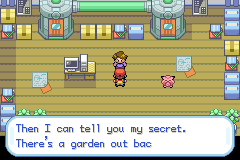 Then I can tell you my secret.
There's a garden out bac